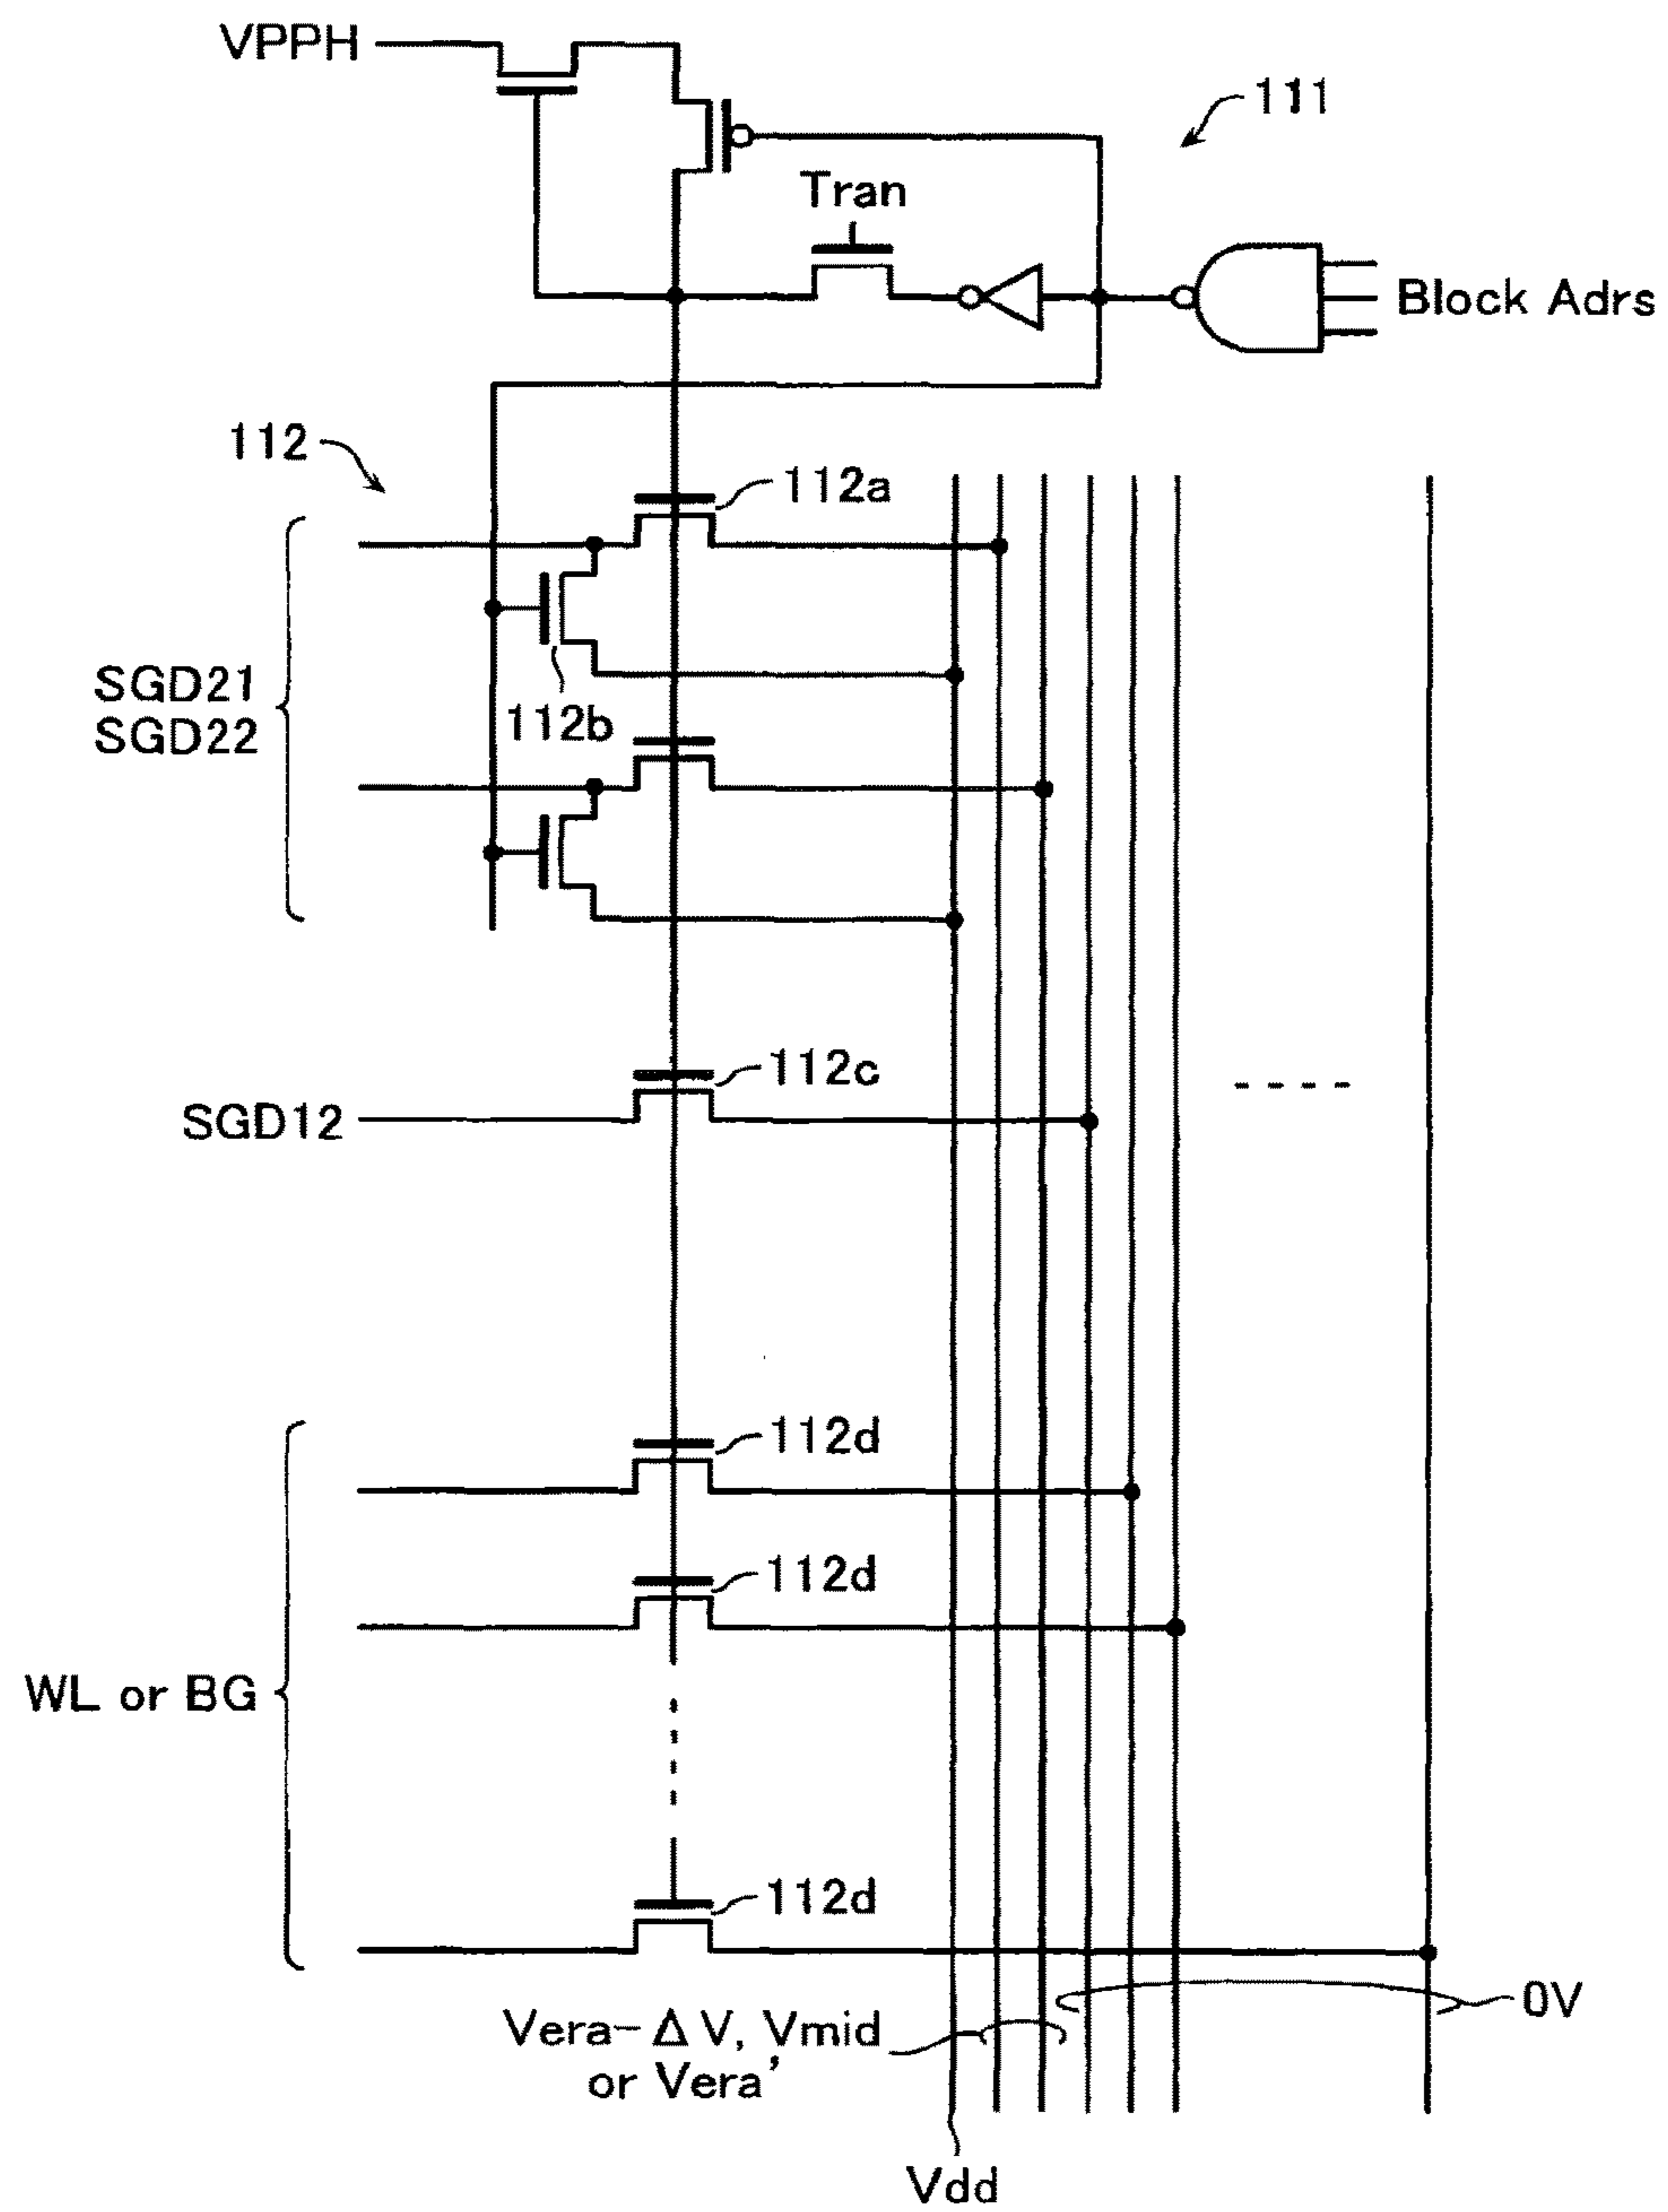 VPPH
111
Tran
Block Adrs
112
112a
SGD21
SGD22
112b
112c
SGD12
112d
112d
WL or BG
112d
0V
Vera-ΔV, Vmid
or Vera'
Vdd